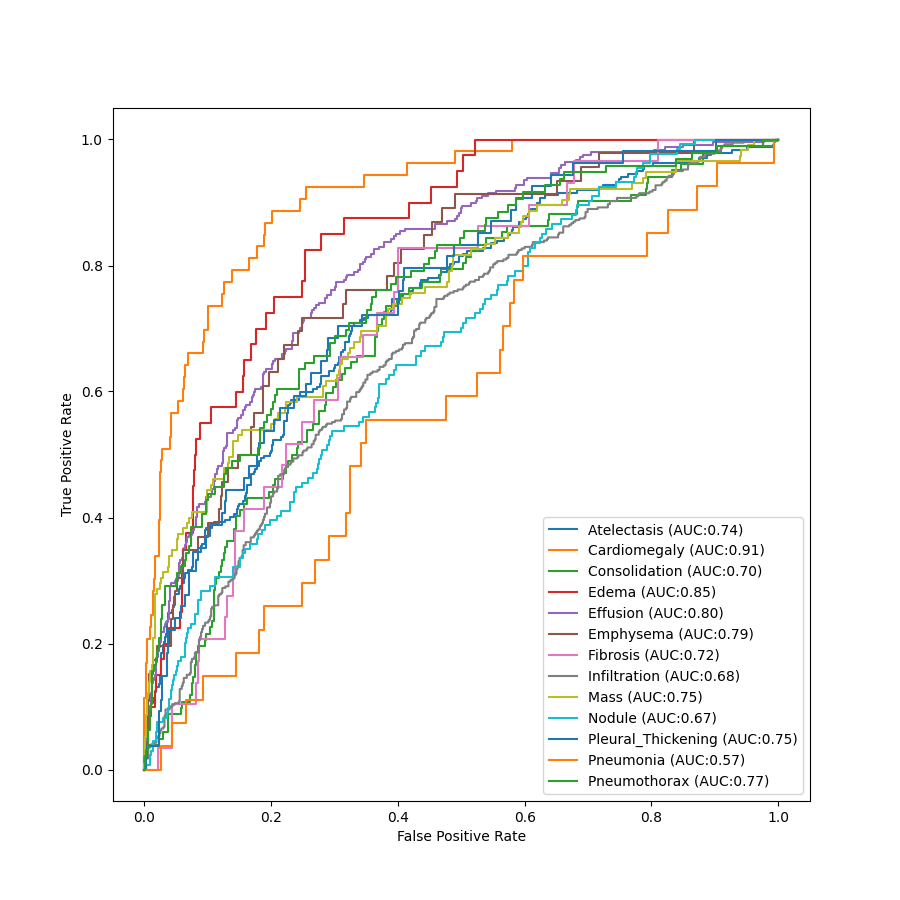 1.0
0.8
0.6
0.4
0.2
0.0
True Positive Rate
Atelectasis (AUC:0.74)
Cardiomegaly (AUC:0.91)
Consolidation (AUC:0.70)
Edema (AUC:0.85)
Effusion (AUC:0.80)
Emphysema (AUC:0.79)
Fibrosis (AUC:0.72)
Infiltration (AUC:0.68)
Mass (AUC:0.75)
Nodule (AUC:0.67)
Pleural_Thickening (AUC:0.75)
Pneumonia (AUC:0.57)
Pneumothorax (AUC:0.77)
0.0 0.2 0.4 0.6 0.8 1.0
False Positive Rate